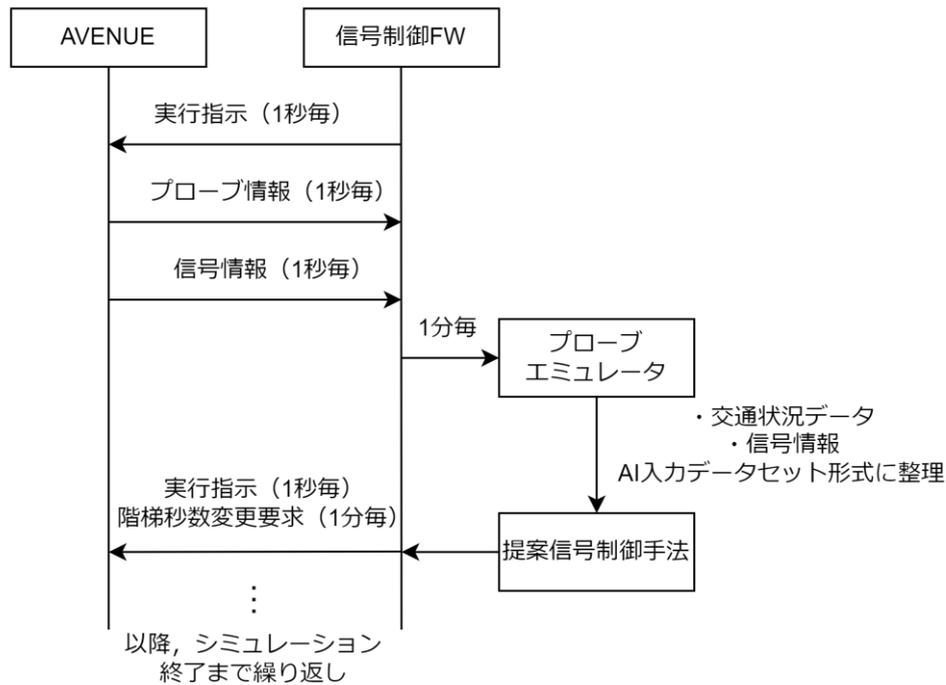 AVENUE
信号制御FW
実行指示（1秒毎）
プローブ情報（1秒毎）
信号情報（1秒毎）
1分毎
プローブ
エミュレータ
・交通状況データ
・信号情報
AI入力データセット形式に整理
実行指示（1秒毎）
階梯秒数変更要求（1分毎）
提案信号制御手法
⋮
以降，シミュレーション
終了まで繰り返し